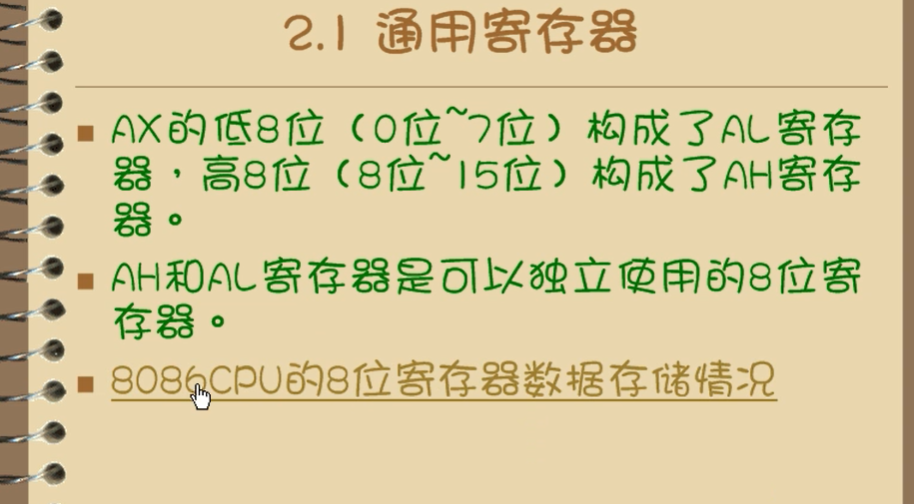 2.1 通用寄存器
AX的低8位（0位~7位）构成了AL寄存
器，高8位（8位~15位）构成了AH寄存
器。
AH和AL寄存器是可以独立使用的8位寄
存器。
8086CPU的8位寄存器数据存储情况